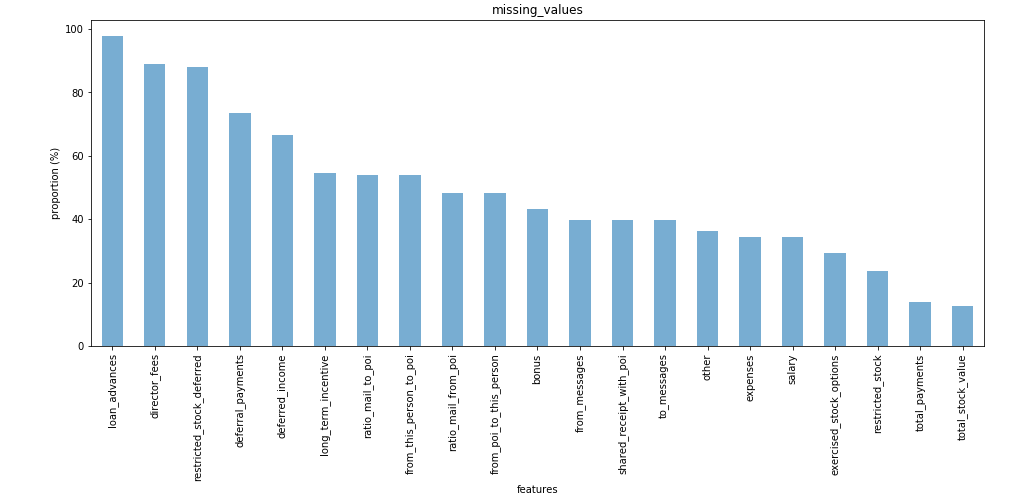 missing_values
proportion (%)
100
80
60
40
20
0
loan_advances
director_fees
restricted_stock_deferred
deferral_payments
deferred_income
long_term_incentive
ratio_mail_to_poi
from_this_person_to_poi
ratio_mail_from_poi
from_poi_to_this_person
bonus
from_messages
shared_receipt_with_poi
to_messages
other
expenses
salary
exercised_stock_options
restricted_stock
total_payments
total_stock_value
features